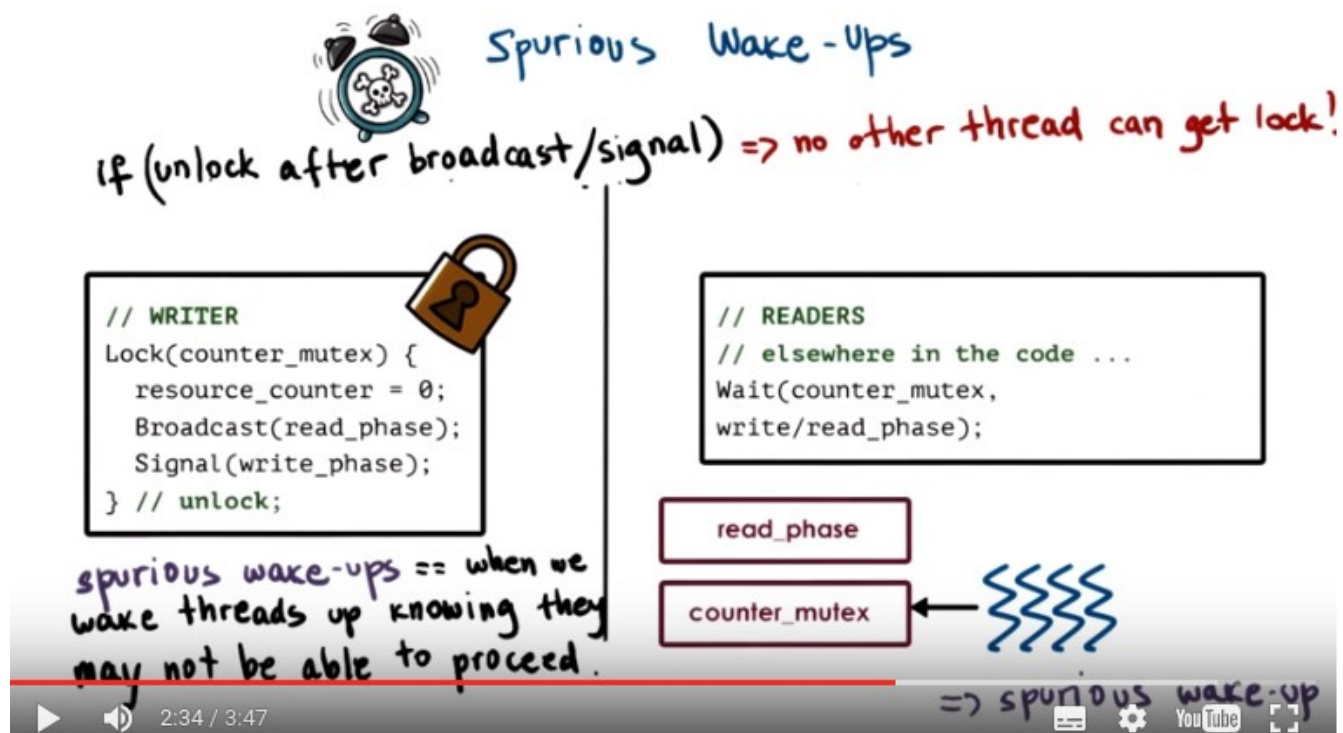 Spurious Wake-Ups
if (unlock after broadcast/signal) => no other thread can get lock!
// WRITER
Lock(counter_mutex) {
resource_counter = 0;
Broadcast(read_phase);
Signal(write_phase);
} // unlock;
// READERS
// elsewhere in the code ...
Wait(counter_mutex,
write/read_phase);
spurious wake-ups == when we
wake threads up knowing they
may not be able to proceed.
read_phase
counter_mutex
=> spurious wake-up
2:34 / 3:47
YouTube